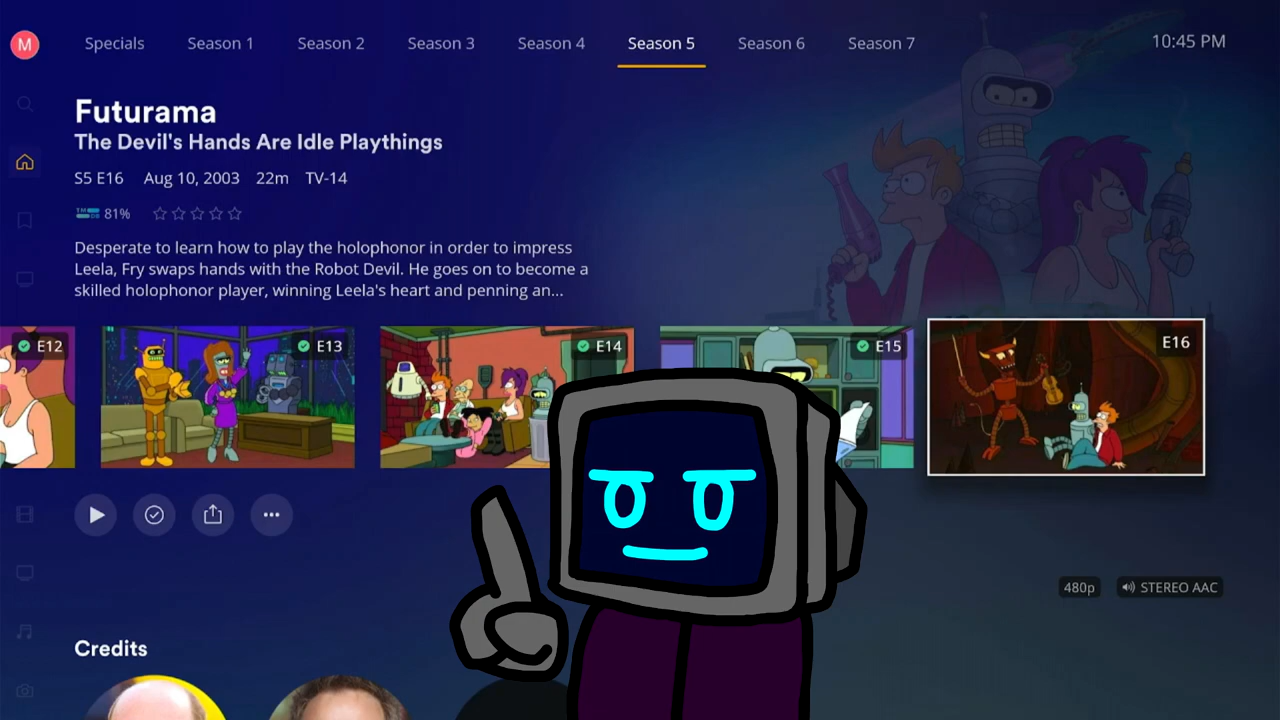 M
Specials Season 1 Season 2 Season 3 Season 4 Season 5 Season 6 Season 7
10:45 PM
Futurama
The Devil's Hands Are Idle Playthings
S5 E16 Aug 10, 2003 22m TV-14
TM 81%
Desperate to learn how to play the holophonor in order to impress
Leela, Fry swaps hands with the Robot Devil. He goes on to become a
skilled holophonor player, winning Leela's heart and penning an...
E12 E13 E14 E15 E16
480p STEREO AAC
Credits